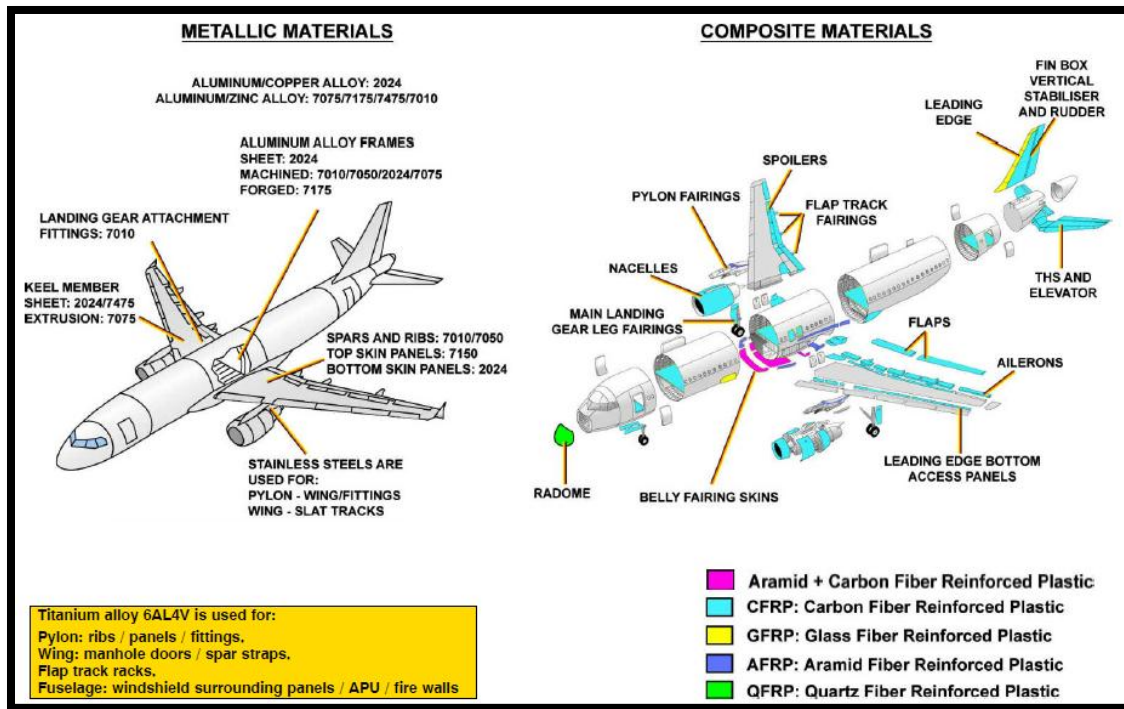 METALLIC MATERIALS
ALUMINUM/COPPER ALLOY: 2024
ALUMINUM/ZINC ALLOY: 7075/7175/7475/7010
ALUMINUM ALLOY FRAMES
SHEET: 2024
MACHINED: 7010/7050/2024/7075
FORGED: 7175
LANDING GEAR ATTACHMENT
FITTINGS: 7010
KEEL MEMBER
SHEET: 2024/7475
EXTRUSION: 7075
SPARS AND RIBS: 7010/7050
TOP SKIN PANELS: 7150
BOTTOM SKIN PANELS: 2024
STAINLESS STEELS ARE
USED FOR:
PYLON - WING/FITTINGS
WING - SLAT TRACKS
Titanium alloy 6AL4V is used for:
Pylon: ribs / panels / fittings,
Wing: manhole doors / spar straps,
Flap track racks,
Fuselage: windshield surrounding panels / APU / fire walls
COMPOSITE MATERIALS
FIN BOX
VERTICAL
STABILISER
AND RUDDER
LEADING
EDGE
SPOILERS
PYLON FAIRINGS
FLAP TRACK
FAIRINGS
NACELLES
THS AND
ELEVATOR
MAIN LANDING
GEAR LEG FAIRINGS
FLAPS
AILERONS
LEADING EDGE BOTTOM
ACCESS PANELS
RADOME
BELLY FAIRING SKINS
Aramid + Carbon Fiber Reinforced Plastic
CFRP: Carbon Fiber Reinforced Plastic
GFRP: Glass Fiber Reinforced Plastic
AFRP: Aramid Fiber Reinforced Plastic
QFRP: Quartz Fiber Reinforced Plastic